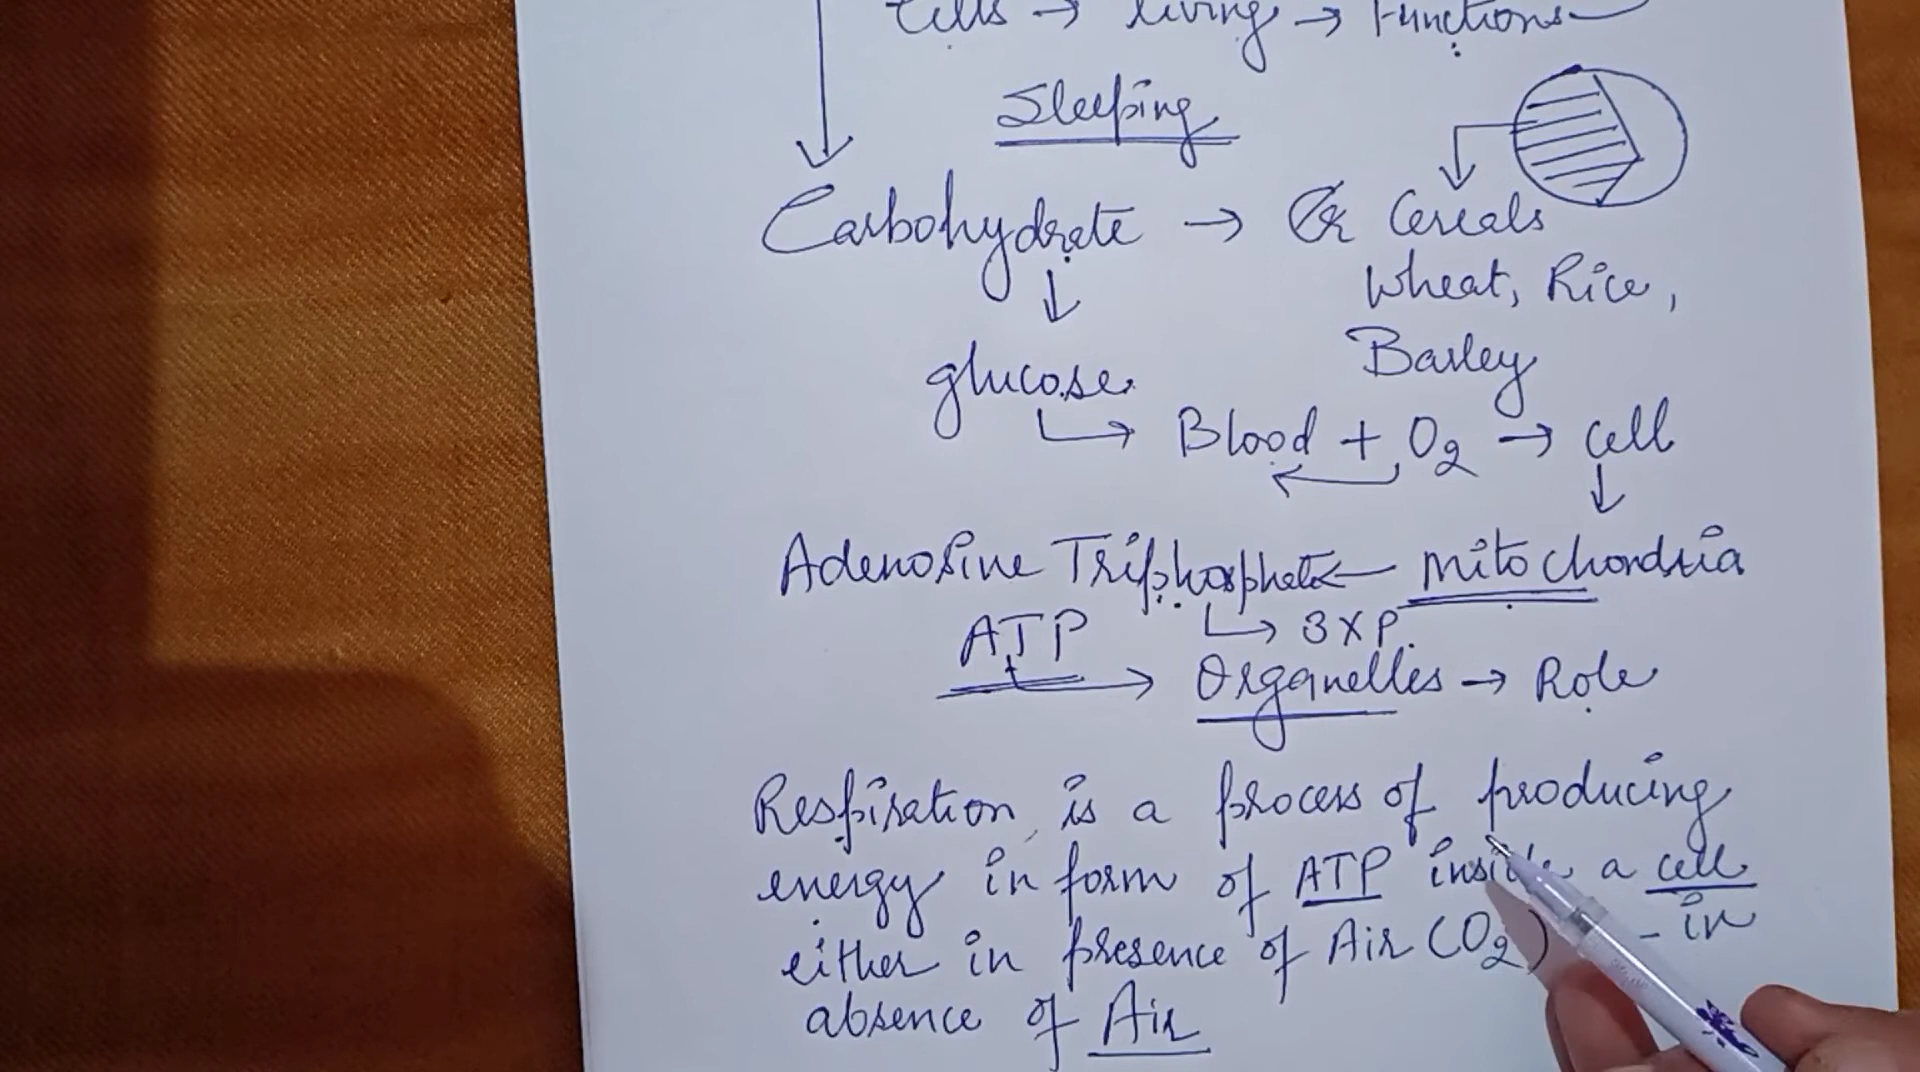 Cells → living → Functions
Sleeping
Carbohydrate → Cereals
Wheat, Rice,
Barley
glucose
Blood + O2 → cell
Adenosine Triphosphate ← Mitochondria
ATP → 3 x P.
Organelles → Role
Respiration is a process of producing
energy in form of ATP inside a cell
either in presence of Air (O2) - in
absence of Air